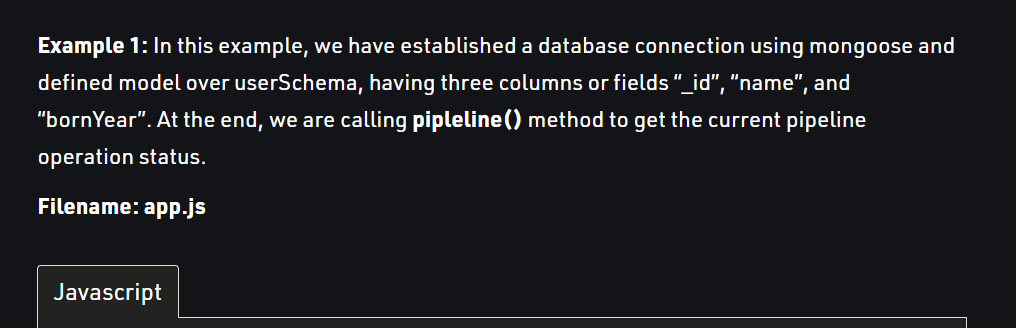 Example 1: In this example, we have established a database connection using mongoose and
defined model over userSchema, having three columns or fields “_id”, “name”, and
“bornYear”. At the end, we are calling pipleline() method to get the current pipeline
operation status.
Filename: app.js
Javascript